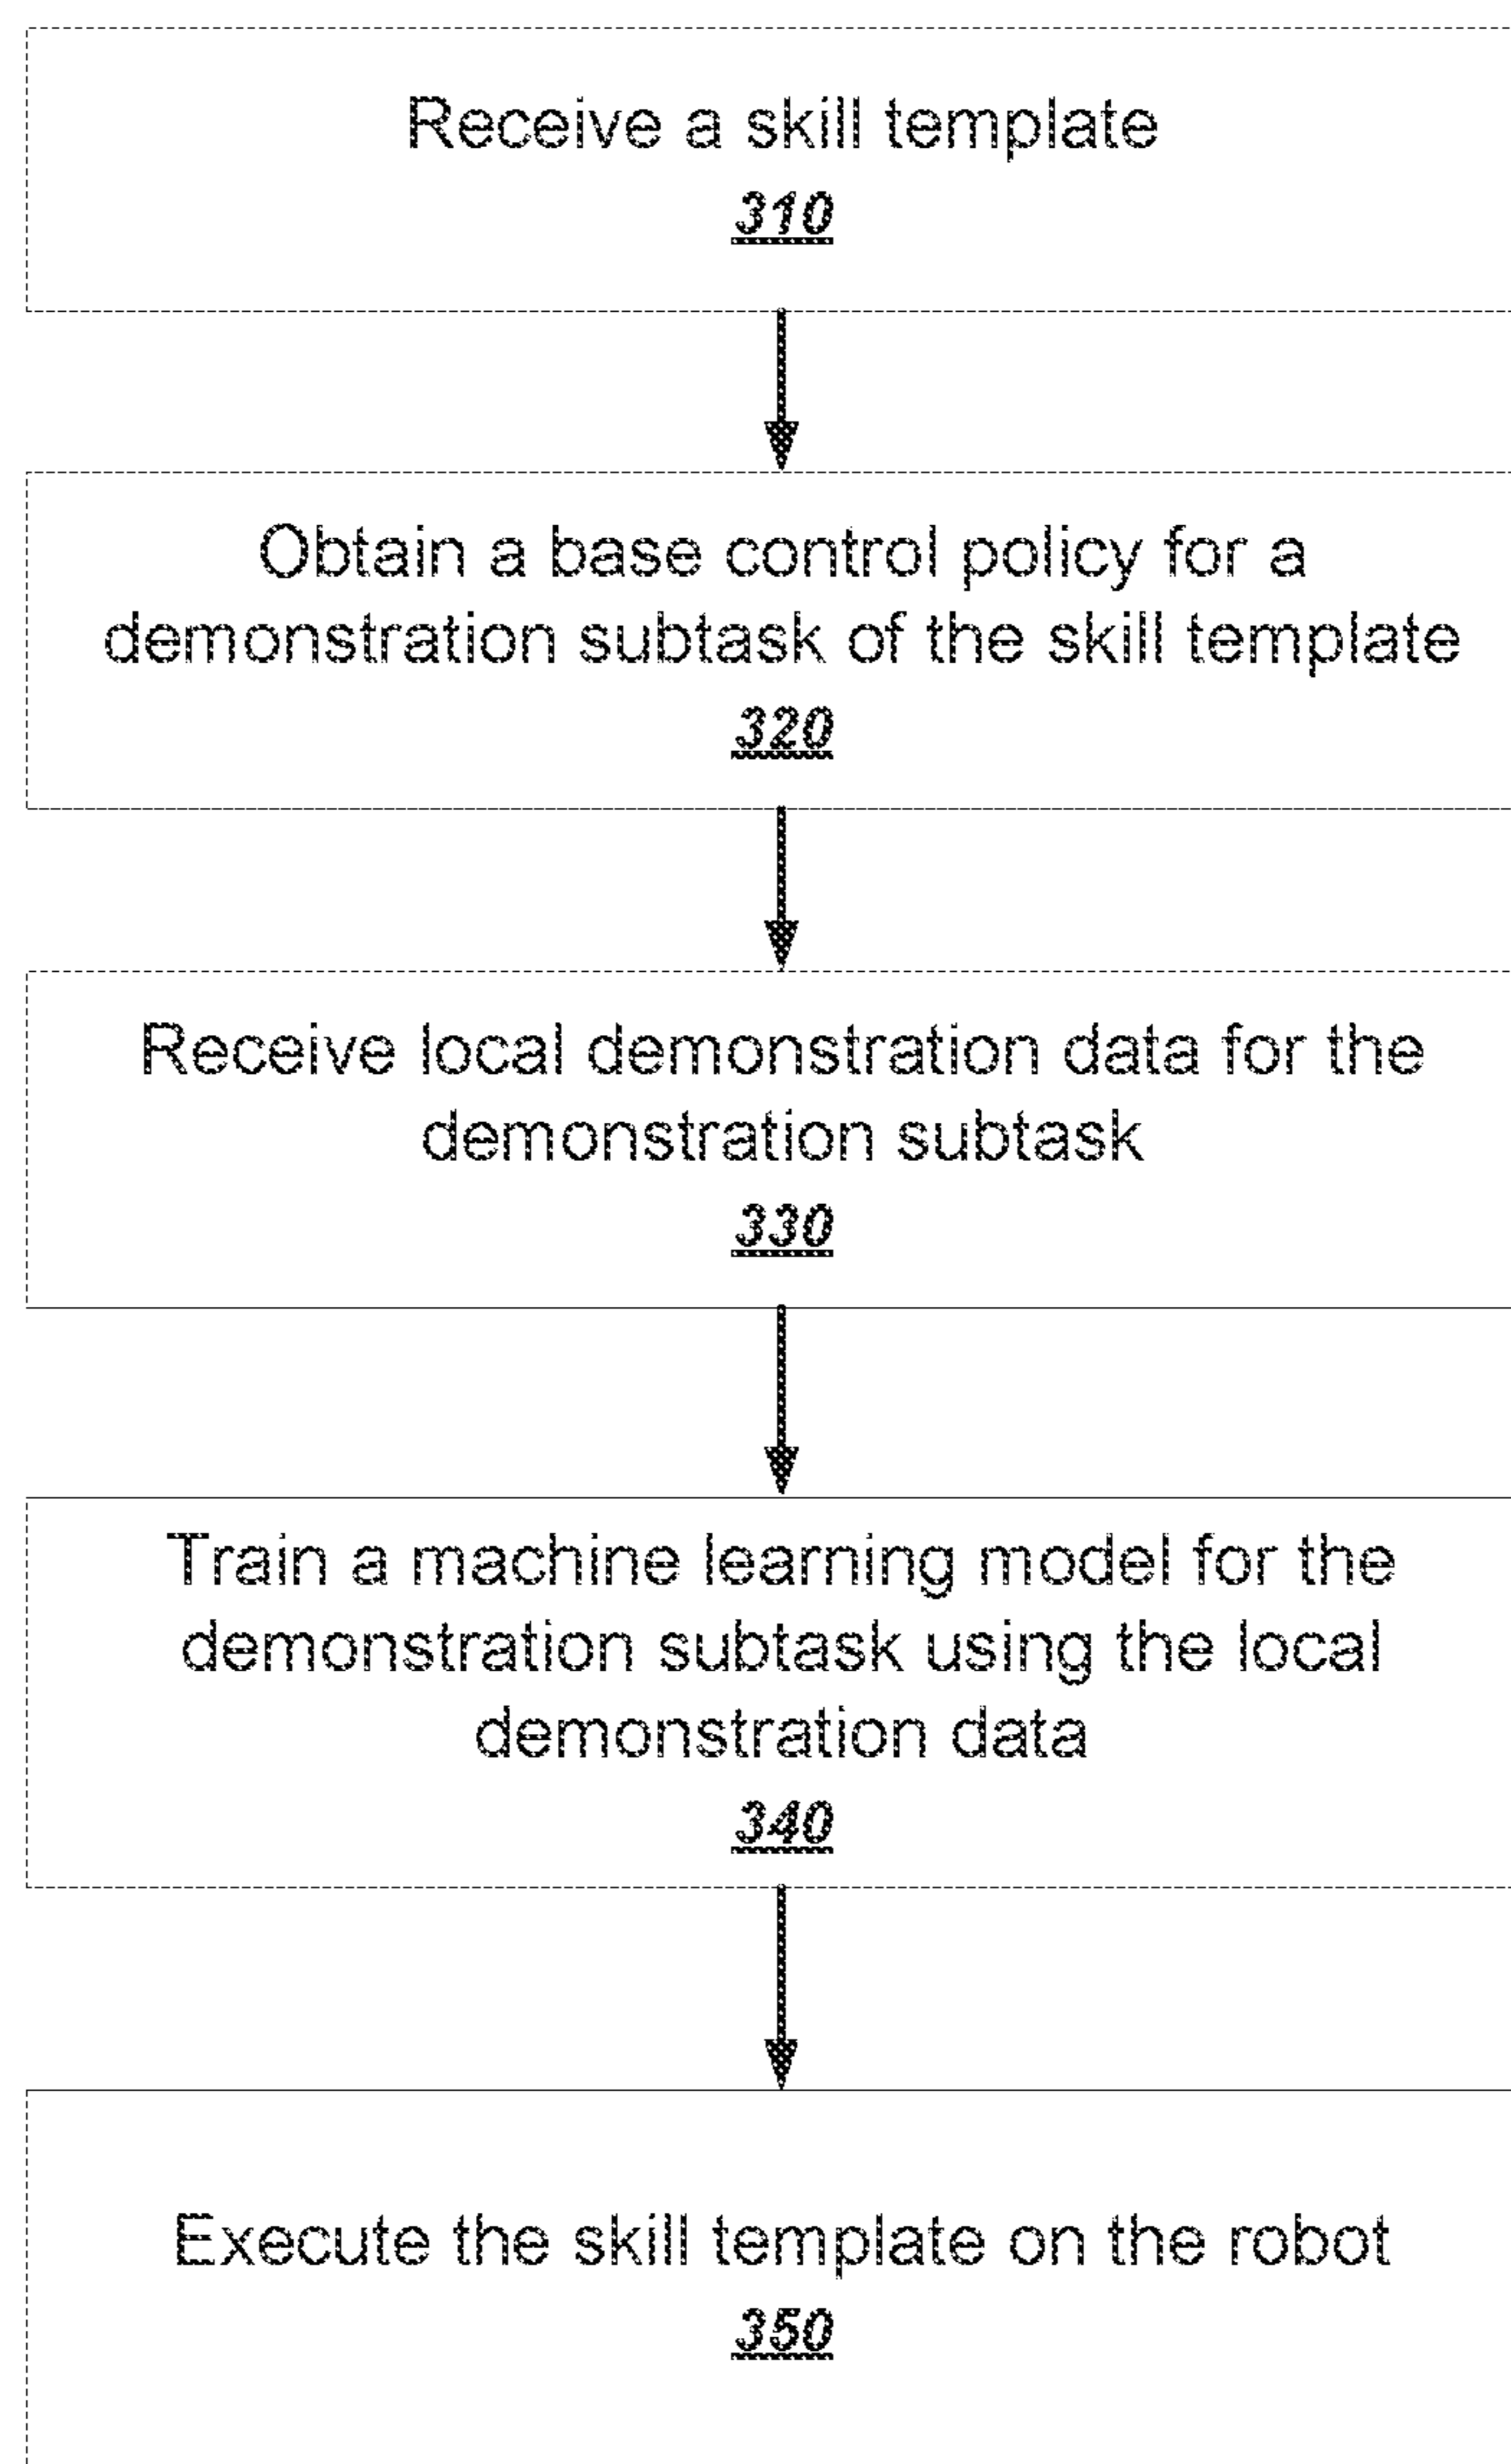 Receive a skill template
310
Obtain a base control policy for a
demonstration subtask of the skill template
320
Receive local demonstration data for the
demonstration subtask
330
Train a machine learning model for the
demonstration subtask using the local
demonstration data
340
Execute the skill template on the robot
350